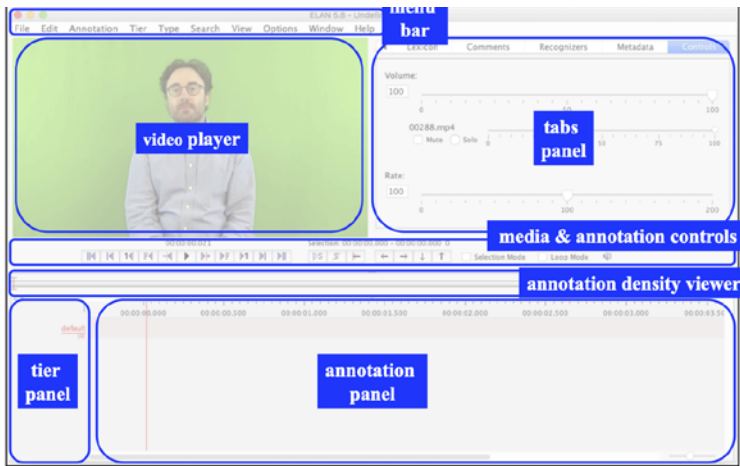 ELAN 5.8 - Undefi
menu
bar
File Edit Annotation Tier Type Search View Options Window Help
Lexicon Comments Recognizers Metadata Controls
Volume:
100
0 50 100
video player
00288.mp4
Mute Solo
0 50 75 100
tabs
panel
Rate:
100
0 100 200
media & annotation controls
00:00:00.021
Selection: 00:00:00.000 - 00:00:00.000 0
Selection Mode Loop Mode
annotation density viewer
00:00:00.000 00:00:00.500 00:00:01.000 00:00:01.500 00:00:02.000 00:00:02.500 00:00:03.000 00:00:03.50
default
tier
panel
annotation
panel